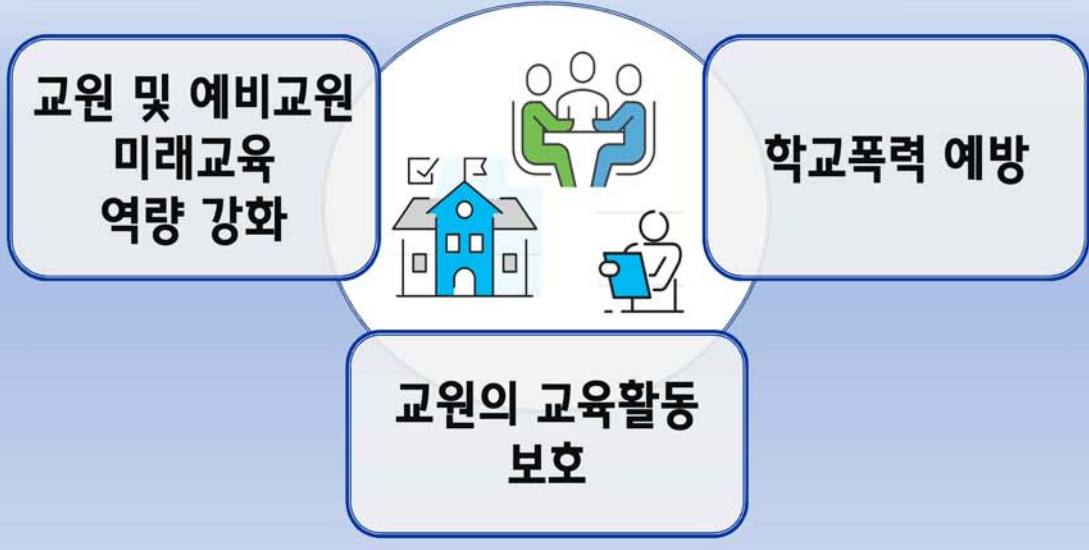 교원 및 예비교원
미래교육
역량 강화
학교폭력 예방
교원의 교육활동
보호